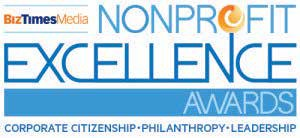 BizTimesMedia
NONPROFIT
EXCELLENCE
AWARDS
CORPORATE CITIZENSHIP • PHILANTHROPY • LEADERSHIP